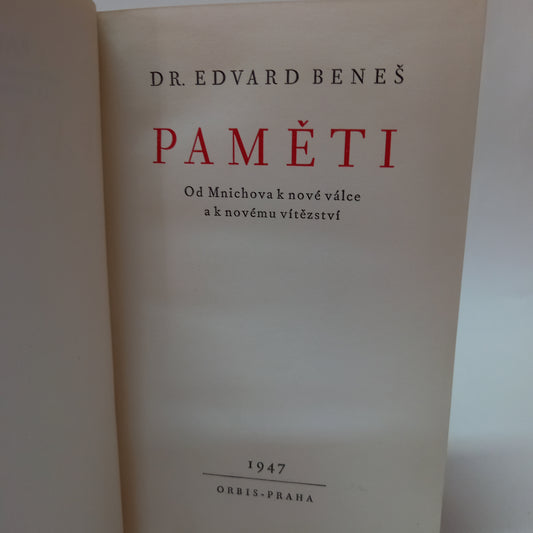 DR. EDVARD BENEŠ
PAMĚTI
Od Mnichova k nové válce
a k novému vítězství
1947
ORBIS-PRAHA